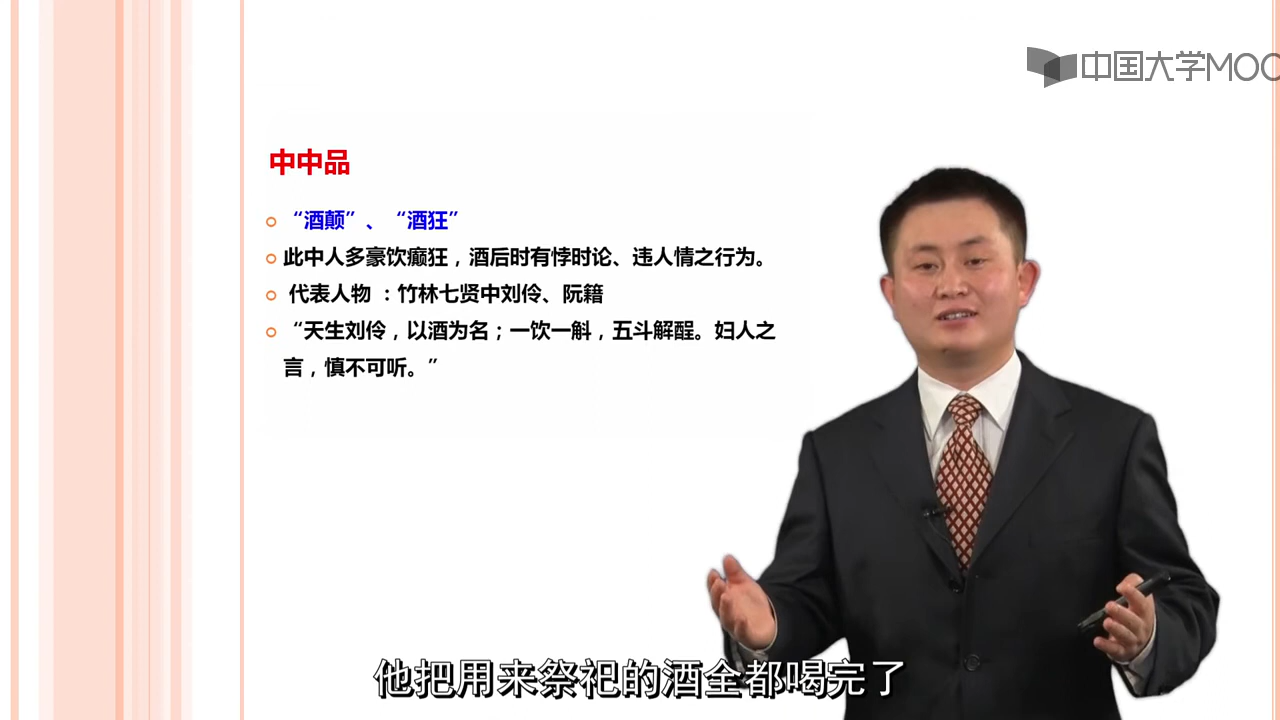 中国大学MOO
中中品
“酒颠”、“酒狂”
此中人多豪饮癫狂，酒后时有悖时论、违人情之行为。
代表人物 ：竹林七贤中刘伶、阮籍
“天生刘伶，以酒为名；一饮一斛，五斗解酲。妇人之
言，慎不可听。”
他把用来祭祀的酒全都喝完了